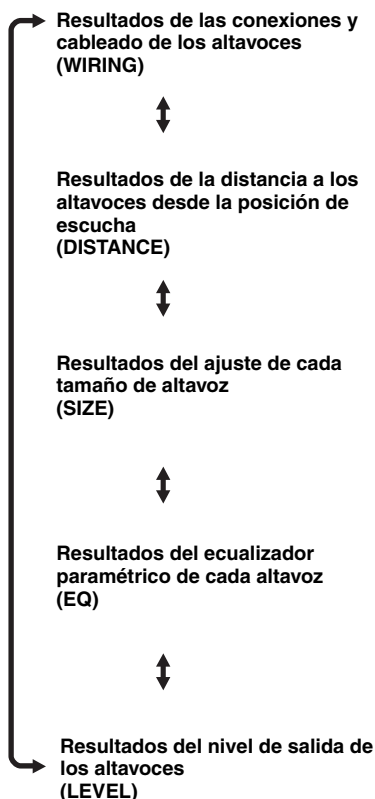 Resultados de las conexiones y
cableado de los altavoces
(WIRING)
Resultados de la distancia a los
altavoces desde la posición de
escucha
(DISTANCE)
Resultados del ajuste de cada
tamaño de altavoz
(SIZE)
Resultados del ecualizador
paramétrico de cada altavoz
(EQ)
Resultados del nivel de salida de
los altavoces
(LEVEL)